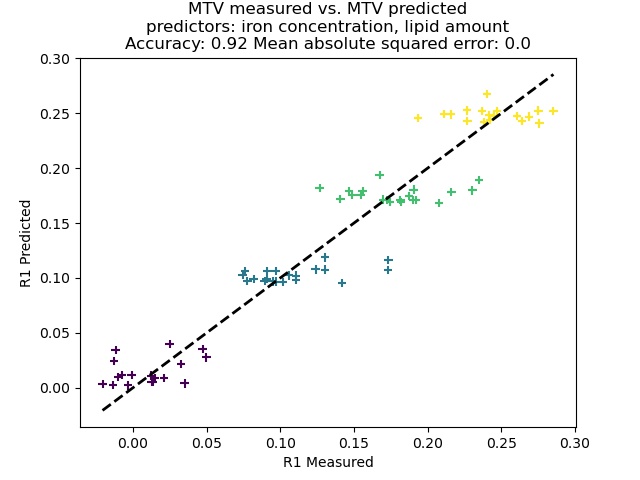 MTV measured vs. MTV predicted
predictors: iron concentration, lipid amount
Accuracy: 0.92 Mean absolute squared error: 0.0
0.30
0.25
0.20
0.15
0.10
0.05
0.00
R1 Predicted
0.00 0.05 0.10 0.15 0.20 0.25 0.30
R1 Measured